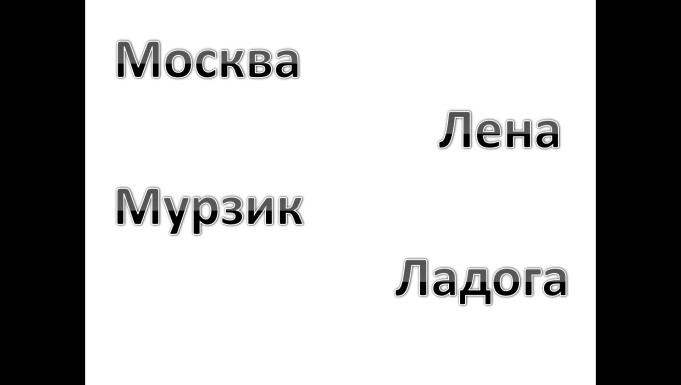 Москва
Лена
Мурзик
Ладога